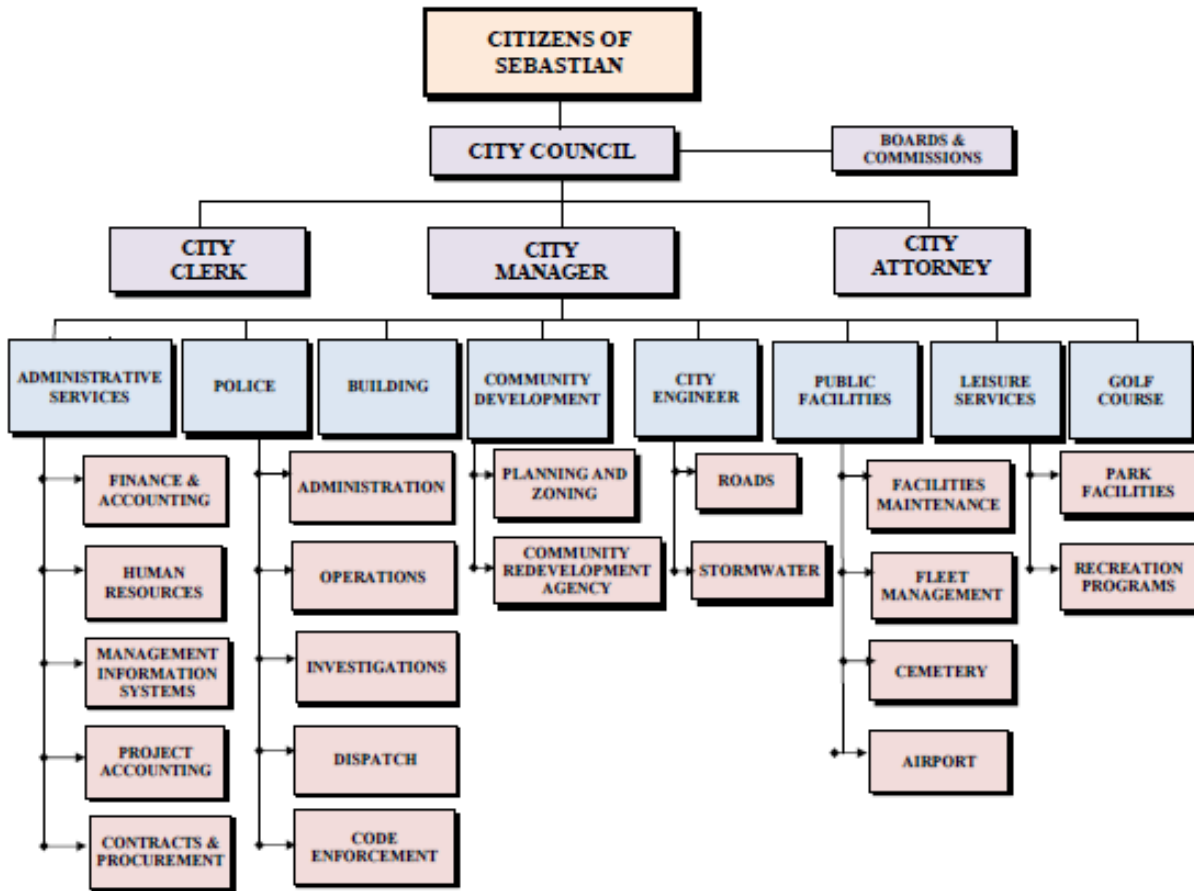 CITIZENS OF
SEBASTIAN
CITY COUNCIL
BOARDS &
COMMISSIONS
CITY
CLERK
CITY
MANAGER
CITY
ATTORNEY
ADMINISTRATIVE
SERVICES
POLICE
BUILDING
COMMUNITY
DEVELOPMENT
CITY
ENGINEER
PUBLIC
FACILITIES
LEISURE
SERVICES
GOLF
COURSE
FINANCE &
ACCOUNTING
HUMAN
RESOURCES
MANAGEMENT
INFORMATION
SYSTEMS
PROJECT
ACCOUNTING
CONTRACTS &
PROCUREMENT
ADMINISTRATION
OPERATIONS
INVESTIGATIONS
DISPATCH
CODE
ENFORCEMENT
PLANNING AND
ZONING
COMMUNITY
REDEVELOPMENT
AGENCY
ROADS
STORMWATER
FACILITIES
MAINTENANCE
FLEET
MANAGEMENT
CEMETERY
AIRPORT
PARK
FACILITIES
RECREATION
PROGRAMS